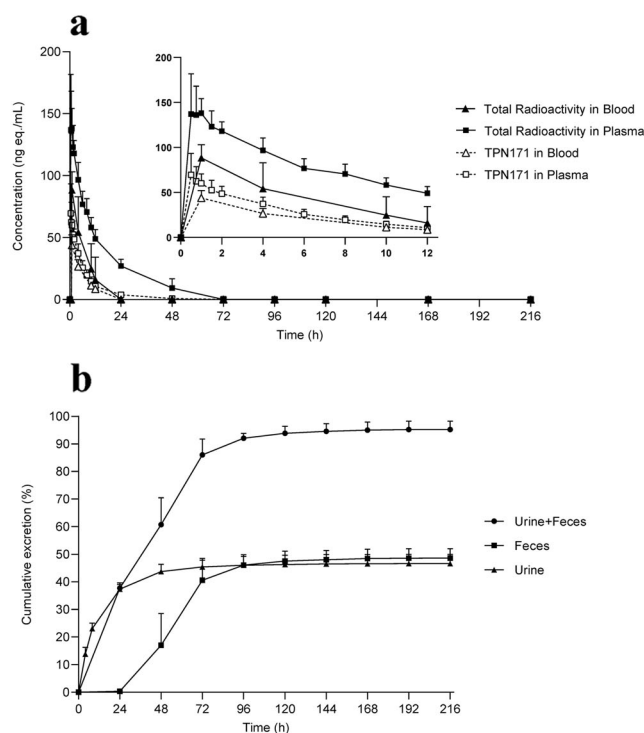 a
Concentration (ng eq./mL)
200
150
100
50
0
200
150
100
50
0
0 2 4 6 8 10 12
0 24 48 72 96 120 144 168 192 216
Time (h)
Total Radioactivity in Blood
Total Radioactivity in Plasma
TPN171 in Blood
TPN171 in Plasma
b
Cumulative excretion (%)
100
90
80
70
60
50
40
30
20
10
0
0 24 48 72 96 120 144 168 192 216
Time (h)
Urine+Feces
Feces
Urine